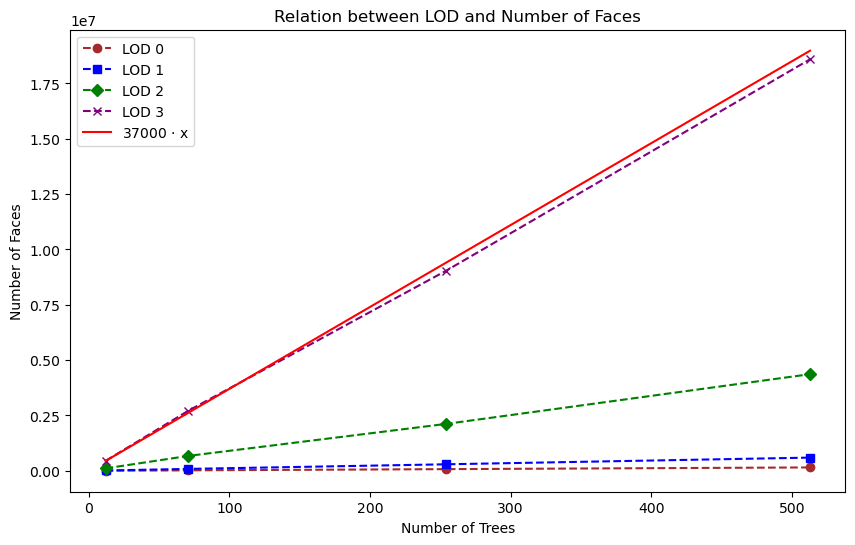 Relation between LOD and Number of Faces
1e7
LOD 0
LOD 1
LOD 2
LOD 3
37000 · x
1.75
1.50
1.25
1.00
0.75
0.50
0.25
0.00
Number of Faces
0 100 200 300 400 500
Number of Trees